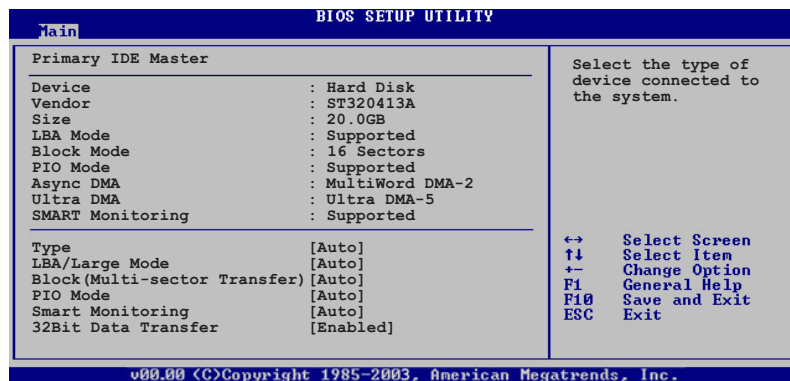 BIOS SETUP UTILITY
Main
Primary IDE Master
Device : Hard Disk
Vendor : ST320413A
Size : 20.0GB
LBA Mode : Supported
Block Mode : 16 Sectors
PIO Mode : Supported
Async DMA : MultiWord DMA-2
Ultra DMA : Ultra DMA-5
SMART Monitoring : Supported
Type [Auto]
LBA/Large Mode [Auto]
Block(Multi-sector Transfer) [Auto]
PIO Mode [Auto]
Smart Monitoring [Auto]
32Bit Data Transfer [Enabled]
Select the type of
device connected to
the system.
←→ Select Screen
↑↓ Select Item
+- Change Option
F1 General Help
F10 Save and Exit
ESC Exit
v00.00 (C)Copyright 1985-2003, American Megatrends, Inc.